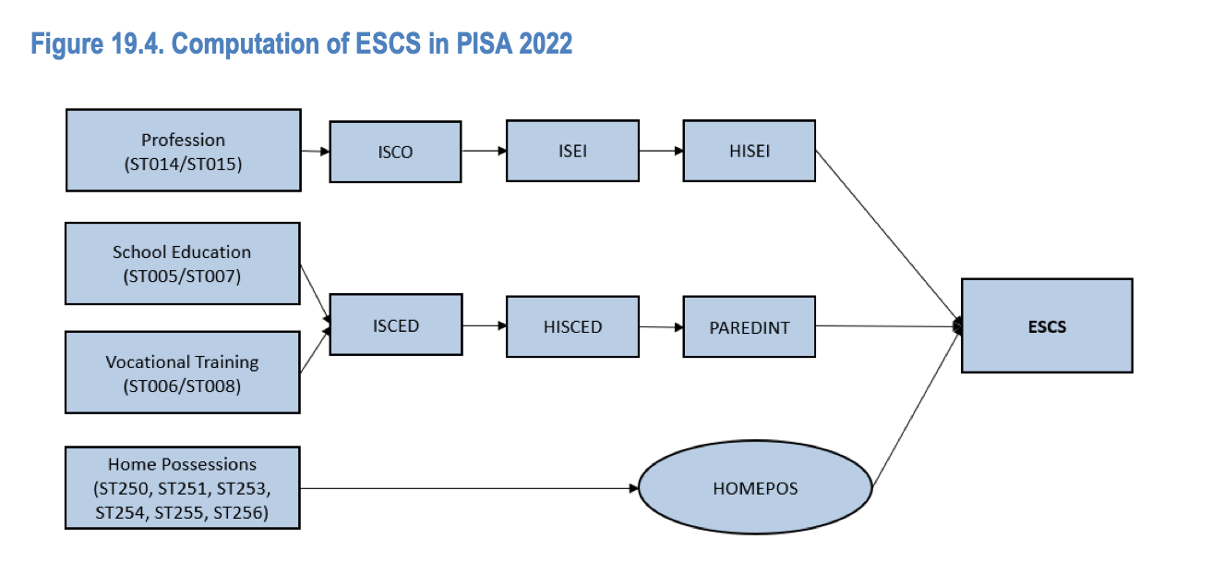 Figure 19.4. Computation of ESCS in PISA 2022
Profession
(ST014/ST015)
ISCO
ISEI
HISEI
School Education
(ST005/ST007)
Vocational Training
(ST006/ST008)
ISCED
HISCED
PAREDINT
ESCS
Home Possessions
(ST250, ST251, ST253,
ST254, ST255, ST256)
HOMEPOS